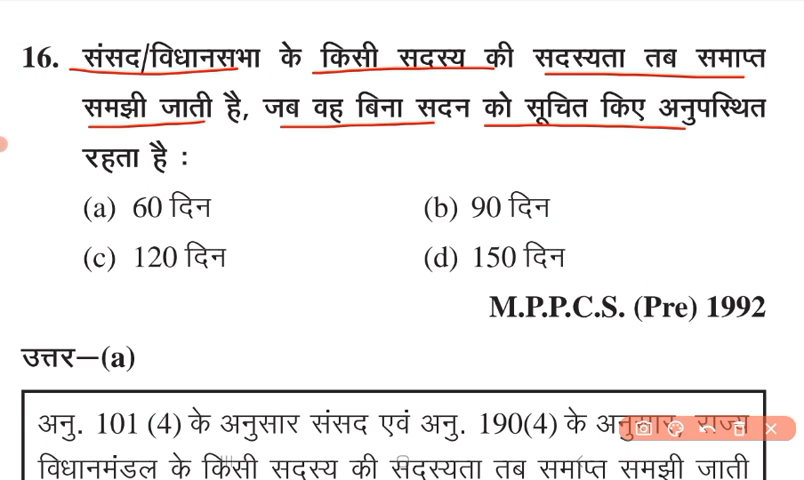 16. संसद/विधानसभा के किसी सदस्य की सदस्यता तब समाप्त
समझी जाती है, जब वह बिना सदन को सूचित किए अनुपस्थित
रहता है :
(a) 60 दिन (b) 90 दिन
(c) 120 दिन (d) 150 दिन
M.P.P.C.S. (Pre) 1992
उत्तर—(a)
अनु. 101 (4) के अनुसार संसद एवं अनु. 190(4) के अनुसार, राज्य
विधानमंडल के किसी सदस्य की सदस्यता तब समाप्त समझी जाती